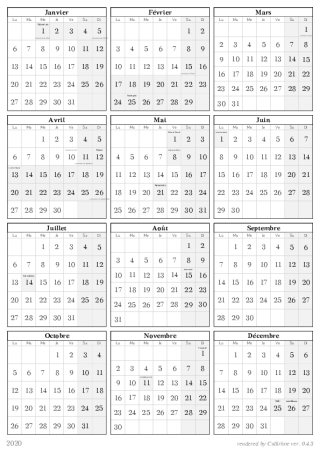 Janvier
Lu Ma Me Je Ve Sa Di
1 2 3 4 5
6 7 8 9 10 11 12
13 14 15 16 17 18 19
20 21 22 23 24 25 26
27 28 29 30 31
Février
Lu Ma Me Je Ve Sa Di
1 2
3 4 5 6 7 8 9
10 11 12 13 14 15 16
17 18 19 20 21 22 23
24 25 26 27 28 29
Mars
Lu Ma Me Je Ve Sa Di
1
2 3 4 5 6 7 8
9 10 11 12 13 14 15
16 17 18 19 20 21 22
23 24 25 26 27 28 29
30 31
Avril
Lu Ma Me Je Ve Sa Di
1 2 3 4 5
6 7 8 9 10 11 12
13 14 15 16 17 18 19
20 21 22 23 24 25 26
27 28 29 30
Mai
Lu Ma Me Je Ve Sa Di
1 2 3
4 5 6 7 8 9 10
11 12 13 14 15 16 17
18 19 20 21 22 23 24
25 26 27 28 29 30 31
Juin
Lu Ma Me Je Ve Sa Di
1 2 3 4 5 6 7
8 9 10 11 12 13 14
15 16 17 18 19 20 21
22 23 24 25 26 27 28
29 30
Juillet
Lu Ma Me Je Ve Sa Di
1 2 3 4 5
6 7 8 9 10 11 12
13 14 15 16 17 18 19
20 21 22 23 24 25 26
27 28 29 30 31
Août
Lu Ma Me Je Ve Sa Di
1 2
3 4 5 6 7 8 9
10 11 12 13 14 15 16
17 18 19 20 21 22 23
24 25 26 27 28 29 30
31
Septembre
Lu Ma Me Je Ve Sa Di
1 2 3 4 5 6
7 8 9 10 11 12 13
14 15 16 17 18 19 20
21 22 23 24 25 26 27
28 29 30
Octobre
Lu Ma Me Je Ve Sa Di
1 2 3 4
5 6 7 8 9 10 11
12 13 14 15 16 17 18
19 20 21 22 23 24 25
26 27 28 29 30 31
Novembre
Lu Ma Me Je Ve Sa Di
1
2 3 4 5 6 7 8
9 10 11 12 13 14 15
16 17 18 19 20 21 22
23 24 25 26 27 28 29
30
Décembre
Lu Ma Me Je Ve Sa Di
1 2 3 4 5 6
7 8 9 10 11 12 13
14 15 16 17 18 19 20
21 22 23 24 25 26 27
28 29 30 31
2020
rendered by Callirhoe ver. 0.4.3